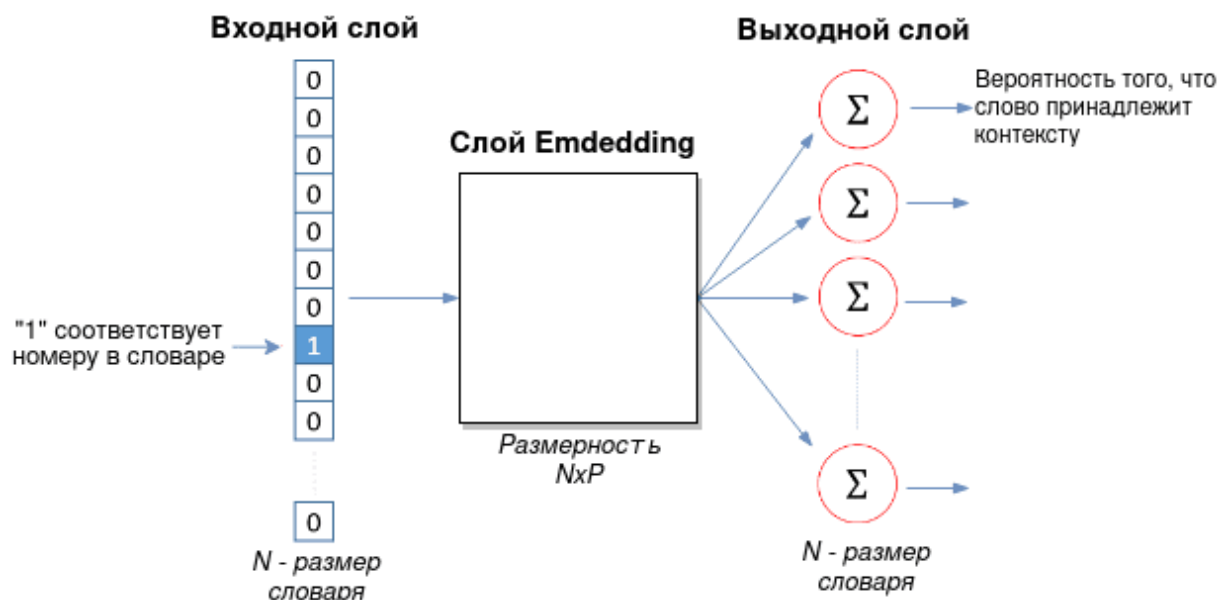 Входной слой
0
0
0
0
0
0
0
1
0
0
0
"1" соответствует
номеру в словаре
N - размер
словаря
Слой Emdedding
Размерность
NxP
Выходной слой
Σ
Σ
Σ
Σ
Вероятность того, что
слово принадлежит
контексту
N - размер
словаря